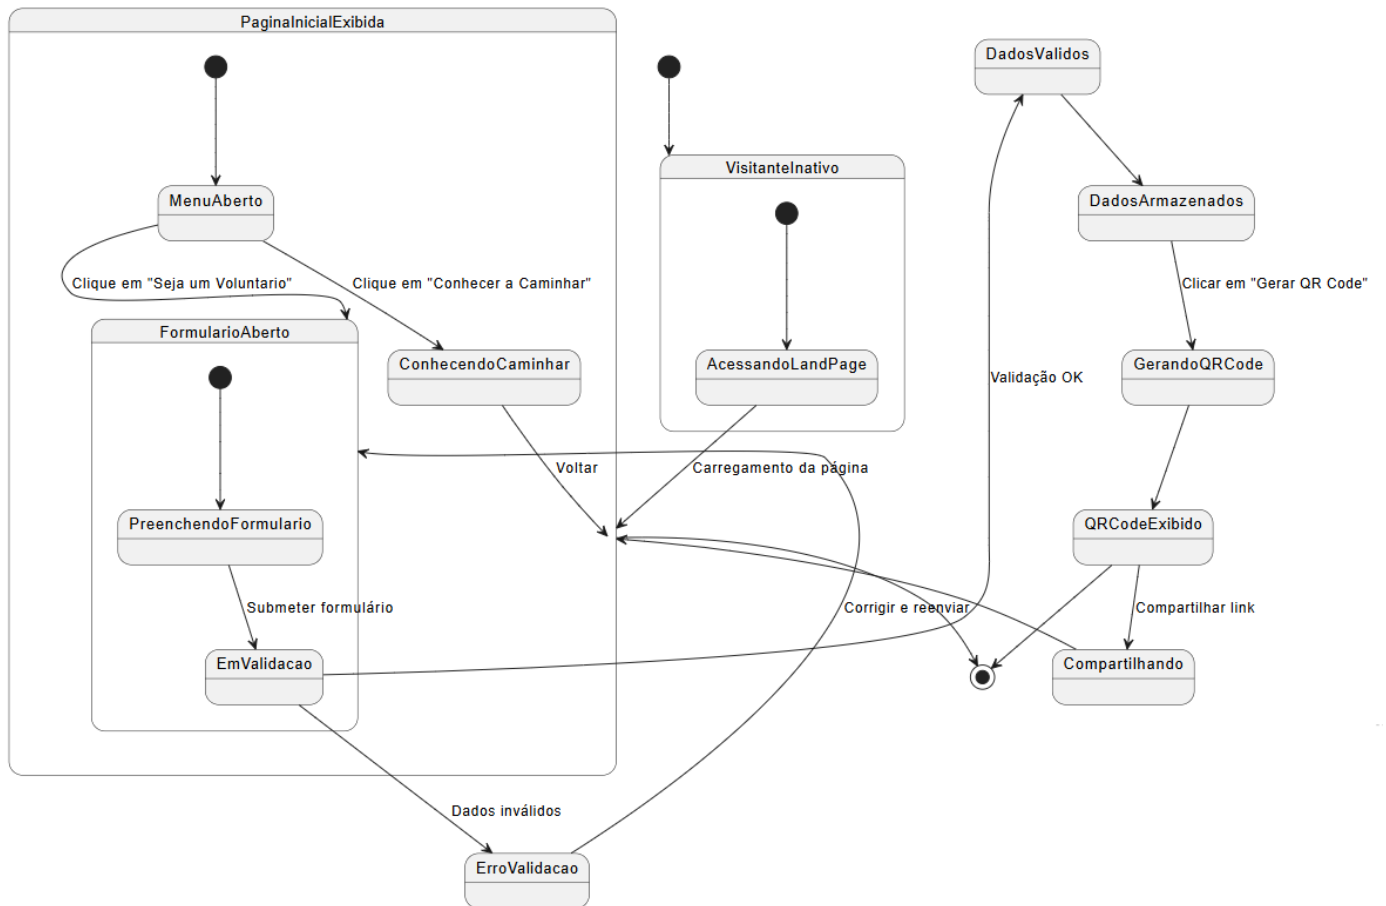 PaginaInicialExibida
DadosValidos
VisitanteInativo
MenuAberto
DadosArmazenados
Clique em "Seja um Voluntario"
Clique em "Conhecer a Caminhar"
Clicar em "Gerar QR Code"
FormularioAberto
ConhecendoCaminhar
AcessandoLandPage
GerandoQRCode
Validação OK
Voltar
Carregamento da página
PreenchendoFormulario
QRCodeExibido
Submeter formulário
Corrigir e reenviar
Compartilhar link
EmValidacao
Compartilhando
Dados inválidos
ErroValidacao